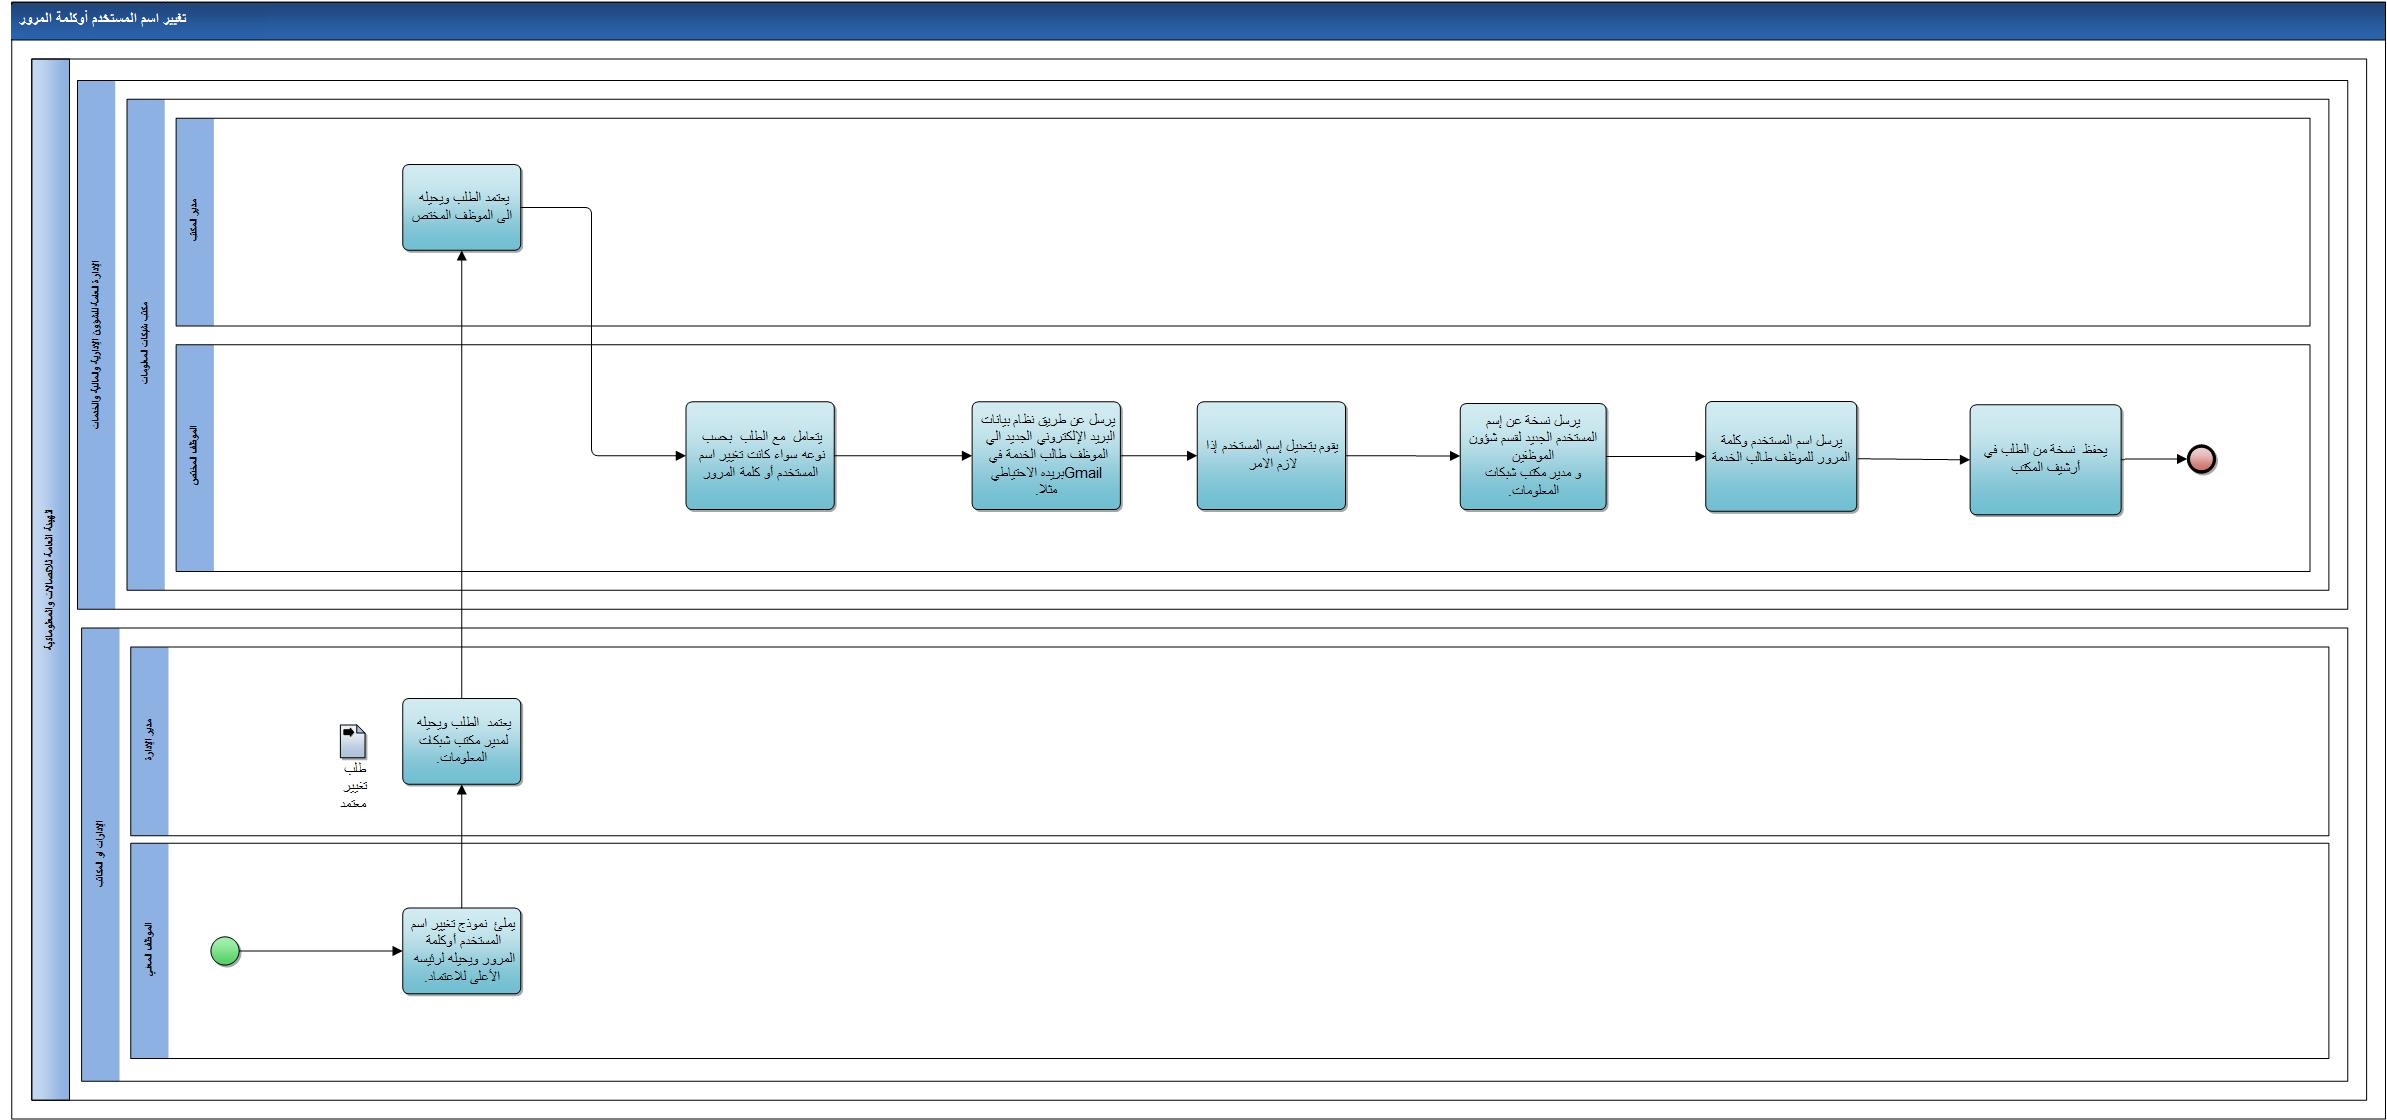 تغيير اسم المستخدم أوكلمة المرور
الهيئة العامة للاتصالات والمعلوماتية
الإدارة العامة للشؤون الإدارية والمالية والخدمات
مكتب شبكات المعلومات
مدير المكتب
يعتمد الطلب ويحيله
الى الموظف المختص
الموظف المختص
يتعامل مع الطلب بحسب
نوعه سواء كانت تغيير اسم
المستخدم أو كلمة المرور
يرسل عن طريق نظام بيانات
البريد الإلكتروني الجديد الي
الموظف طالب الخدمة في
بريده الاحتياطيGmail
مثلا.
يقوم بتعديل إسم المستخدم إذا
لازم الامر
يرسل نسخة عن إسم
المستخدم الجديد لقسم شؤون
الموظفين
و مدير مكتب شبكات
المعلومات.
يرسل اسم المستخدم وكلمة
المرور للموظف طالب الخدمة
يحفظ نسخة من الطلب في
أرشيف المكتب
الإدارات او المكاتب
مدير الإدارة
طلب
تغيير
معتمد
يعتمد الطلب ويحيله
لمدير مكتب شبكات
المعلومات.
الموظف المعني
يملئ نموذج تغيير اسم
المستخدم أوكلمة
المرور ويحيله لرئيسه
الأعلى للاعتماد.